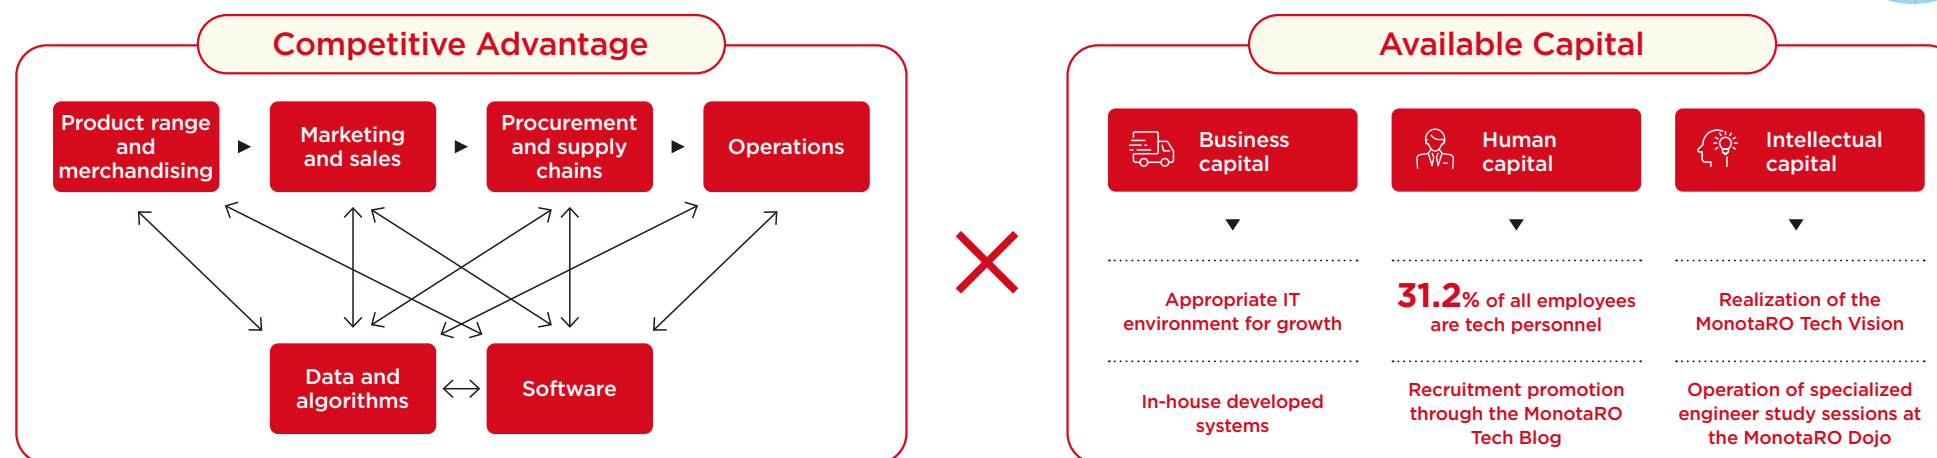 Competitive Advantage
Product range
and
merchandising
Marketing
and sales
Procurement
and supply
chains
Operations
Data and
algorithms
Software
Available Capital
Business
capital
Human
capital
Intellectual
capital
Appropriate IT
environment for growth
31.2% of all employees
are tech personnel
Realization of the
MonotaRO Tech Vision
In-house developed
systems
Recruitment promotion
through the MonotaRO
Tech Blog
Operation of specialized
engineer study sessions at
the MonotaRO Dojo